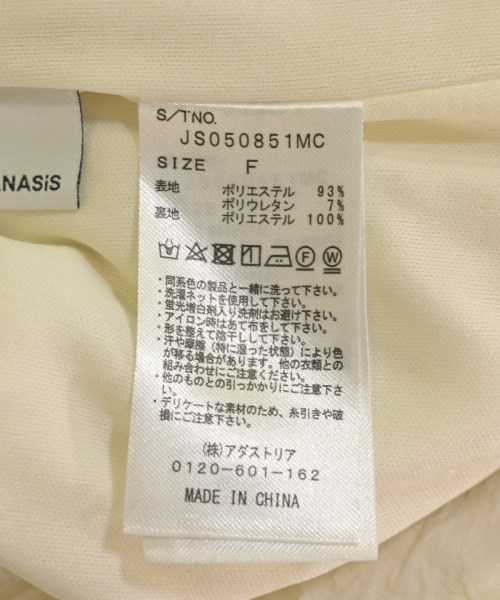 NASiS
S/T NO.
JS050851MC
SIZE F
表地 ポリエステル 93%
ポリウレタン 7%
裏地 ポリエステル 100%
F W
・同系色の製品と一緒に洗って下さい。
・洗濯ネットを使用して下さい。
・蛍光増白剤入り洗剤はお避け下さい。
・アイロン時はあて布をして下さい。
・形を整えて陰干しして下さい。
・汗や摩擦(特に湿った状態)により色
が移る場合があります。他の衣類との
組み合わせにご注意下さい。
・他のものとの引っかかりにご注意下さ
い。
・デリケートな素材のため、糸引きや破
損にご注意下さい。
(株)アダストリア
0120-601-162
MADE IN CHINA